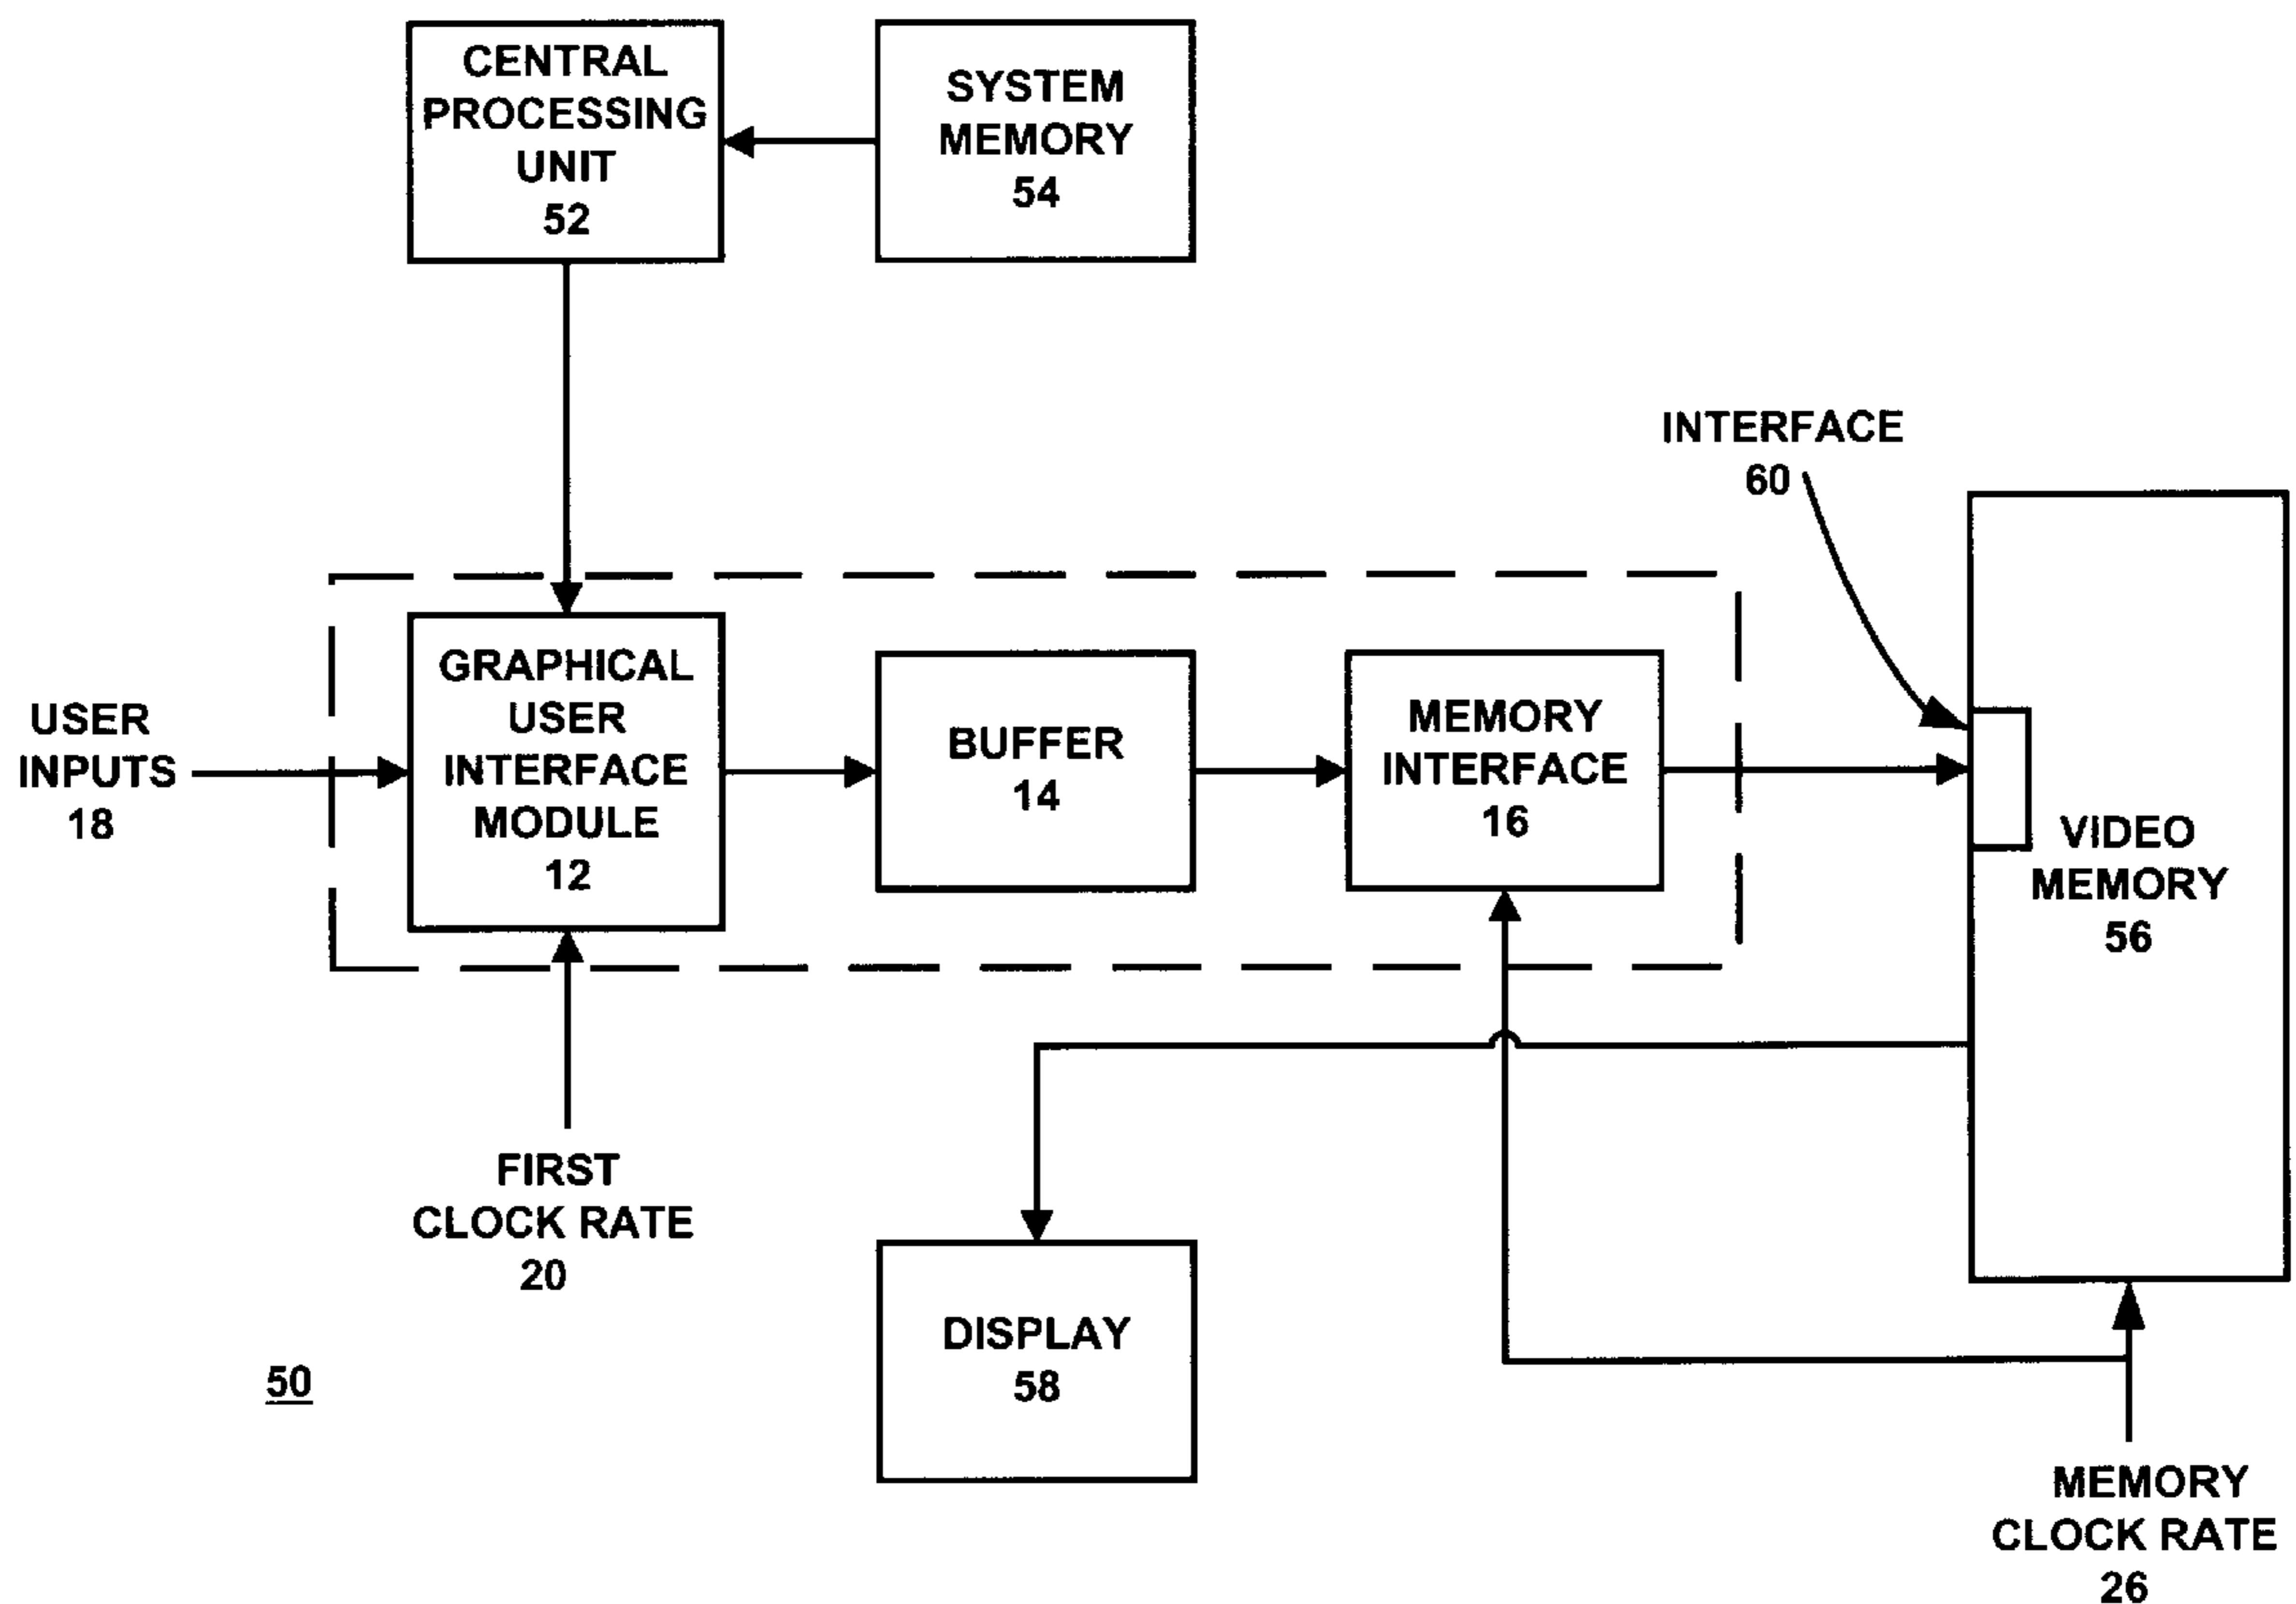 CENTRAL
PROCESSING
UNIT
52
SYSTEM
MEMORY
54
INTERFACE
60
USER
INPUTS
18
GRAPHICAL
USER
INTERFACE
MODULE
12
BUFFER
14
MEMORY
INTERFACE
16
VIDEO
MEMORY
56
FIRST
CLOCK RATE
20
DISPLAY
58
50
MEMORY
CLOCK RATE
26